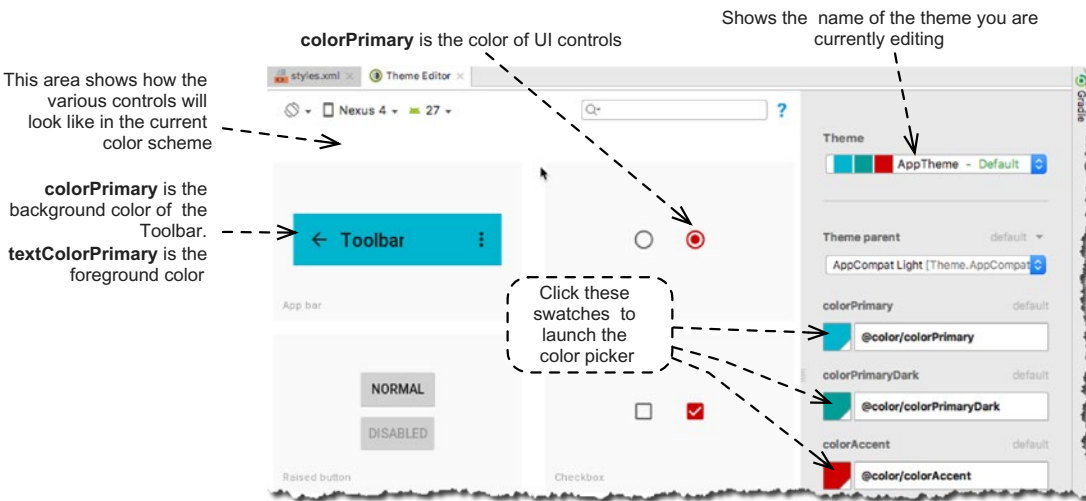 Shows the name of the theme you are
currently editing
colorPrimary is the color of UI controls
This area shows how the
various controls will
look like in the current
color scheme
colorPrimary is the
background color of the
Toolbar.
textColorPrimary is the
foreground color
styles.xml
Theme Editor
Gradle
Nexus 4
27
?
Theme
AppTheme - Default
Toolbar
Theme parent default
AppCompat Light [Theme.AppCompat
App bar
Click these
swatches to
launch the
color picker
colorPrimary default
@color/colorPrimary
NORMAL
DISABLED
colorPrimaryDark default
@color/colorPrimaryDark
colorAccent default
@color/colorAccent
Raised button
Checkbox